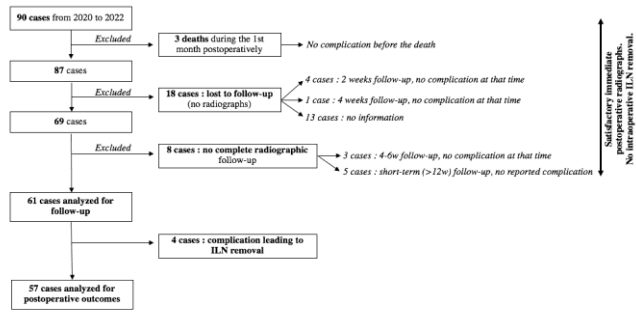 90 cases from 2020 to 2022
Excluded
3 deaths during the 1st
month postoperatively
No complication before the death
87 cases
Excluded
18 cases : lost to follow-up
(no radiographs)
4 cases : 2 weeks follow-up, no complication at that time
1 case : 4 weeks follow-up, no complication at that time
13 cases : no information
69 cases
Excluded
8 cases : no complete radiographic
follow-up
3 cases : 4-6w follow-up, no complication at that time
5 cases : short-term (>12w) follow-up, no reported complication
61 cases analyzed for
follow-up
4 cases : complication leading to
ILN removal
57 cases analyzed for
postoperative outcomes
Satisfactory immediate
postoperative radiographs.
No intraoperative ILN removal.